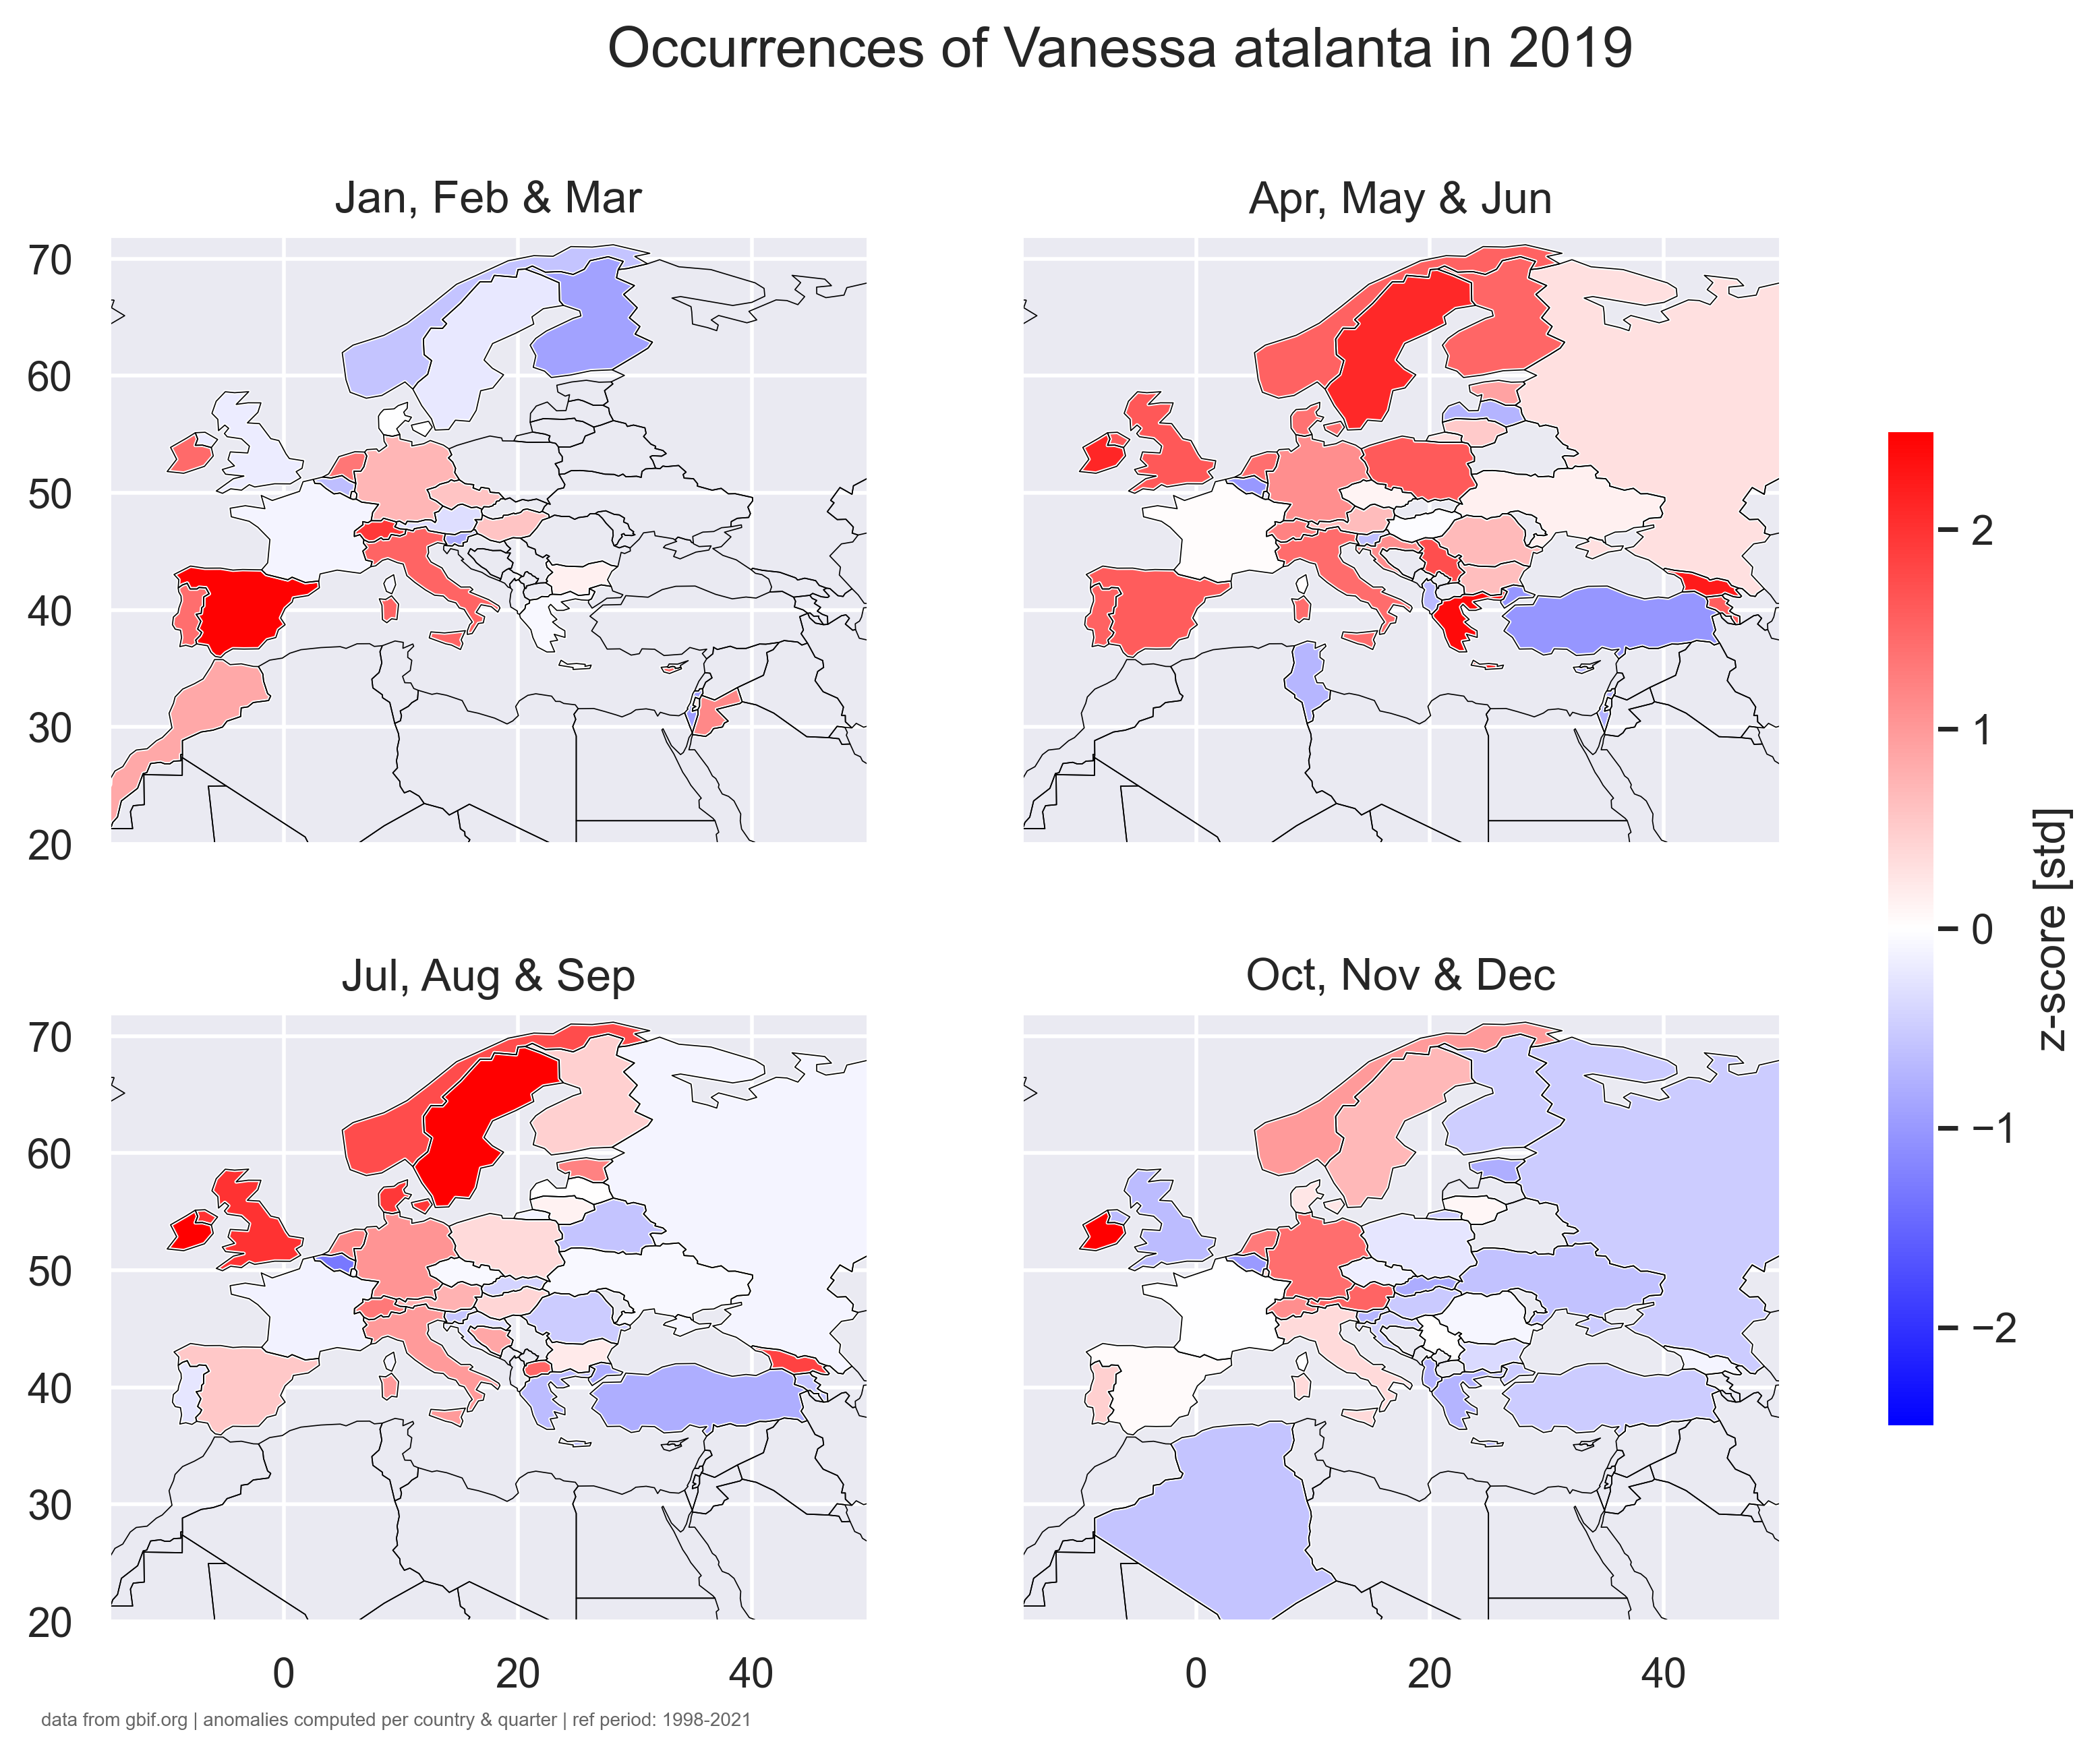 Occurrences of Vanessa atalanta in 2019
Jan, Feb & Mar
Apr, May & Jun
70
60
50
40
30
20
2
1
0
−1
−2
z-score [std]
Jul, Aug & Sep
Oct, Nov & Dec
70
60
50
40
30
20
0 20 40
0 20 40
data from gbif.org | anomalies computed per country & quarter | ref period: 1998-2021